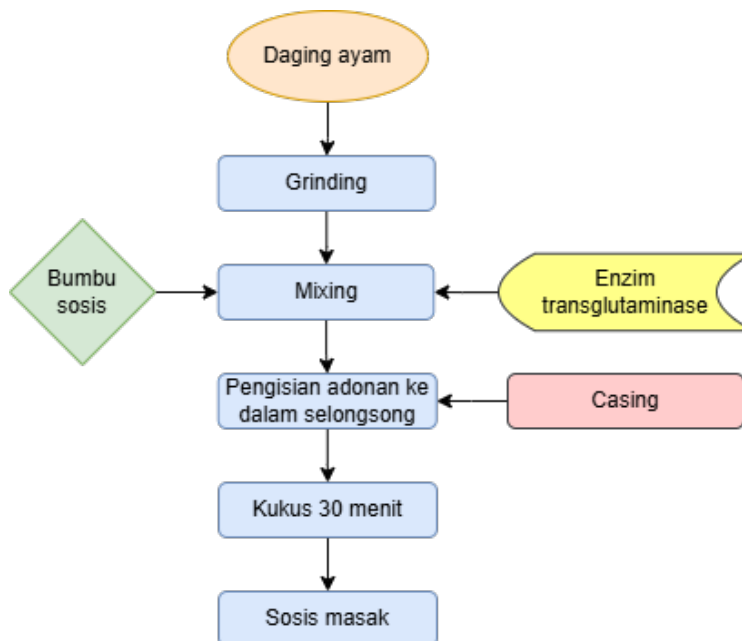 Daging ayam
Grinding
Bumbu
sosis
Mixing
Enzim
transglutaminase
Pengisian adonan ke
dalam selongsong
Casing
Kukus 30 menit
Sosis masak